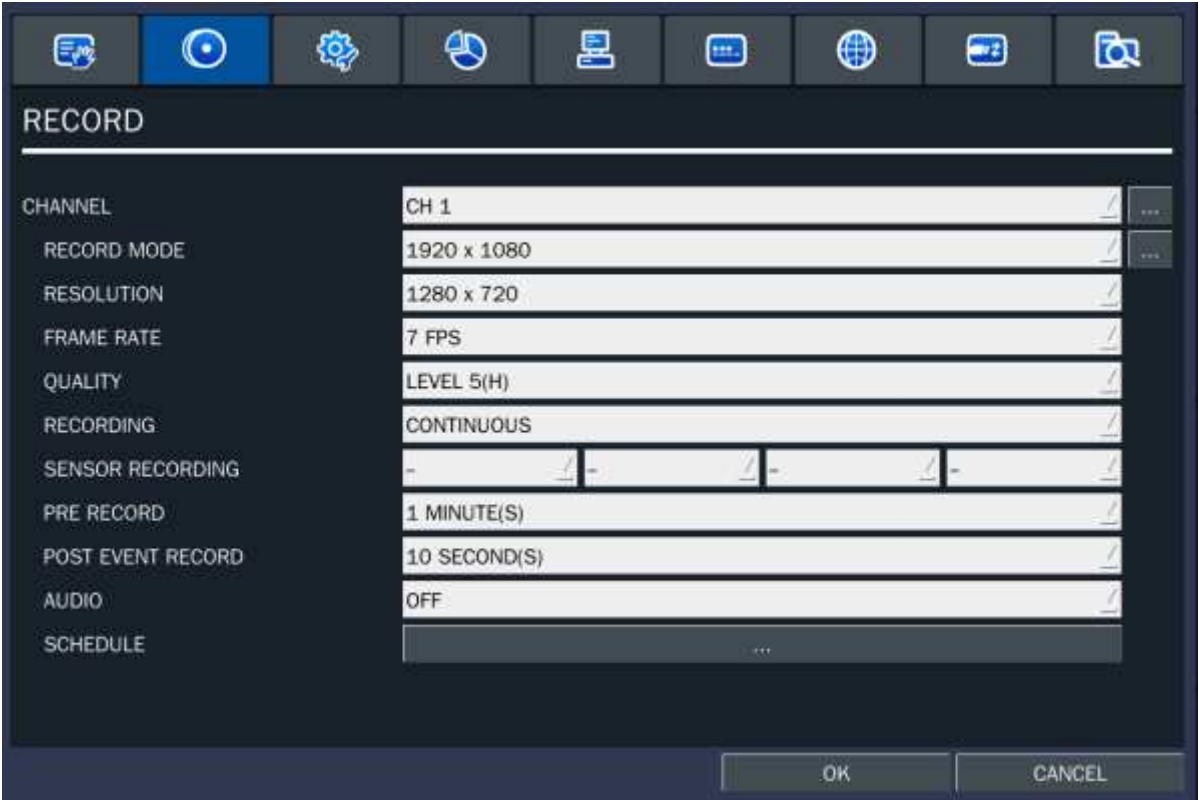 RECORD
CHANNEL CH 1 ...
RECORD MODE 1920 x 1080 ...
RESOLUTION 1280 x 720
FRAME RATE 7 FPS
QUALITY LEVEL 5(H)
RECORDING CONTINUOUS
SENSOR RECORDING - - - -
PRE RECORD 1 MINUTE(S)
POST EVENT RECORD 10 SECOND(S)
AUDIO OFF
SCHEDULE ...
OK CANCEL